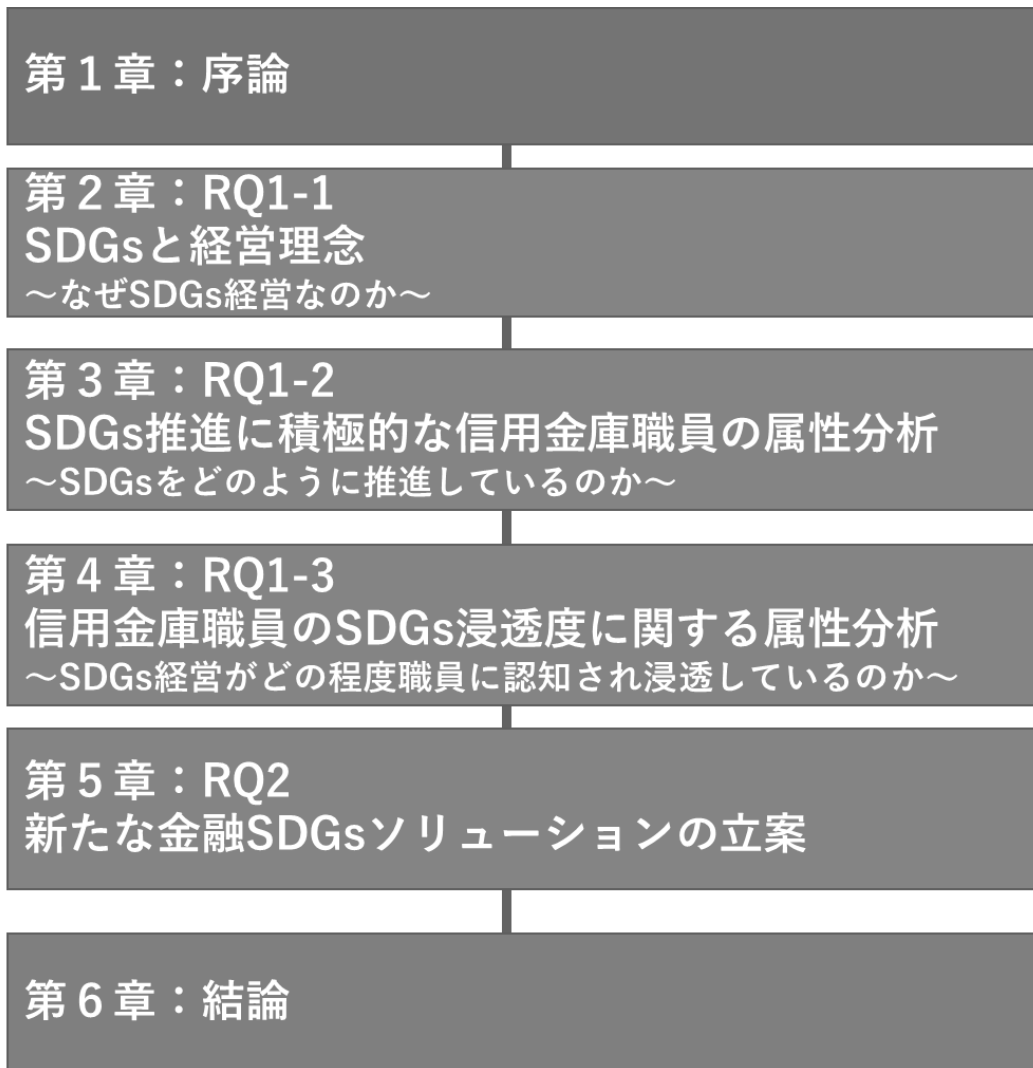 第１章：序論
第２章：RQ1-1
SDGsと経営理念
～なぜSDGs経営なのか～
第３章：RQ1-2
SDGs推進に積極的な信用金庫職員の属性分析
～SDGsをどのように推進しているのか～
第４章：RQ1-3
信用金庫職員のSDGs浸透度に関する属性分析
～SDGs経営がどの程度職員に認知され浸透しているのか～
第５章：RQ2
新たな金融SDGsソリューションの立案
第６章：結論